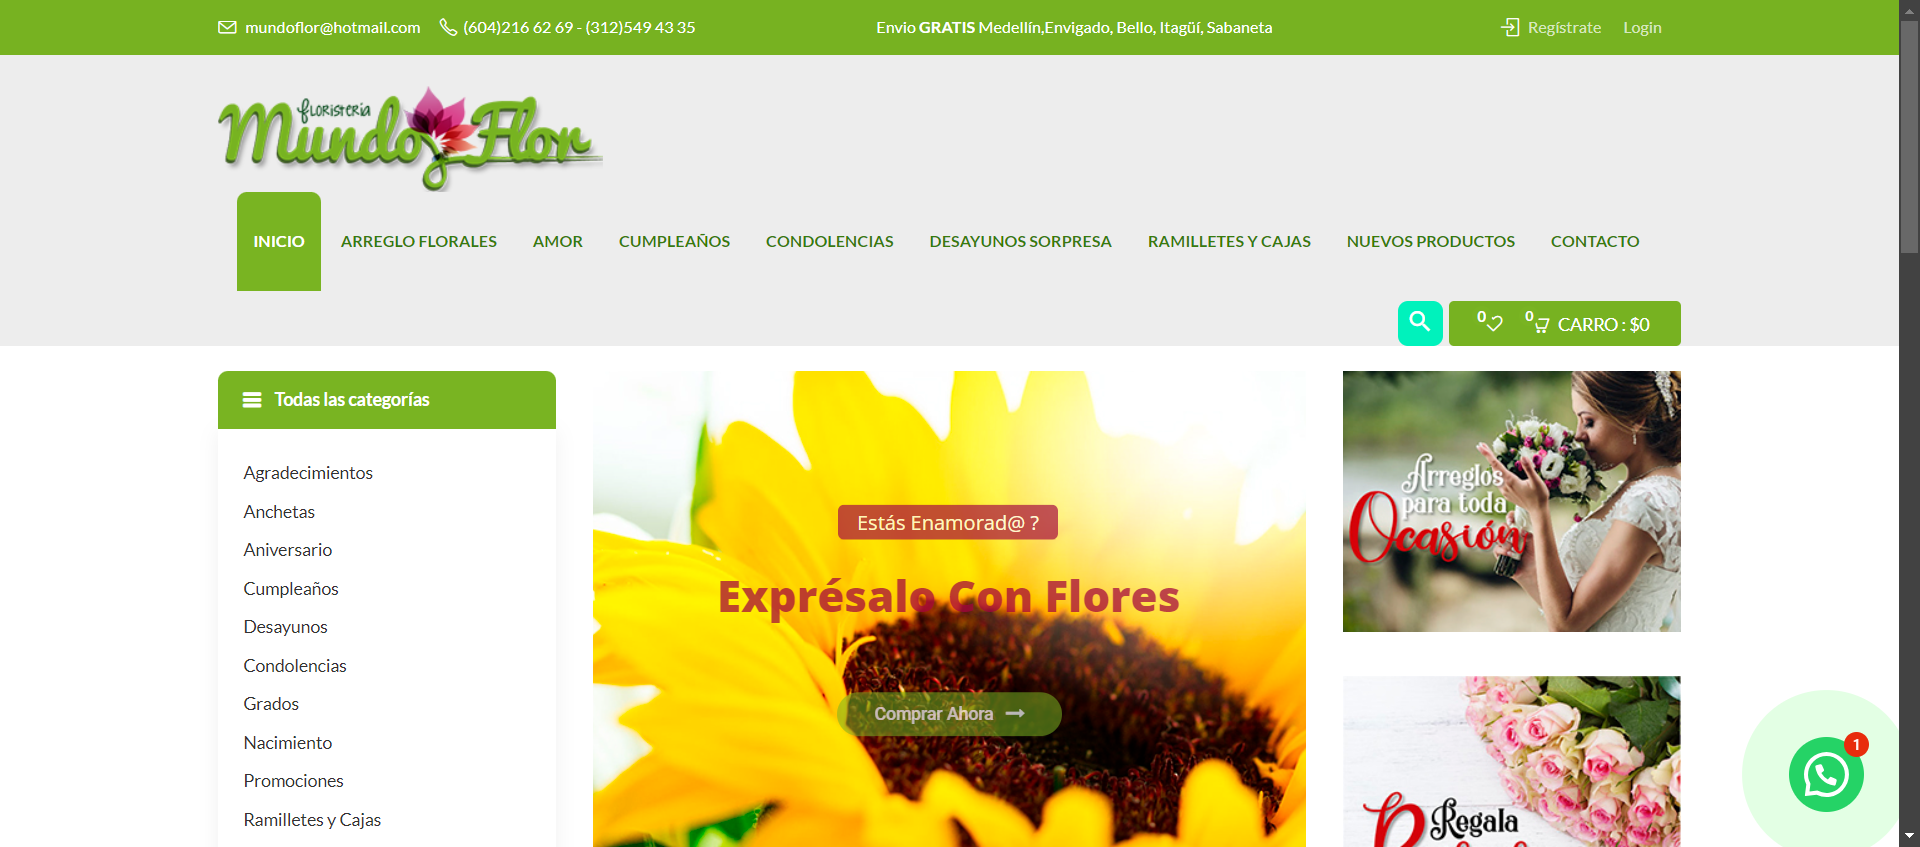 mundoflor@hotmail.com (604)216 62 69 - (312)549 43 35 Envio GRATIS Medellín,Envigado, Bello, Itagüí, Sabaneta Regístrate Login
FLORISTERIA
Mundo Flor
INICIO ARREGLO FLORALES AMOR CUMPLEAÑOS CONDOLENCIAS DESAYUNOS SORPRESA RAMILLETES Y CAJAS NUEVOS PRODUCTOS CONTACTO
0 0 CARRO : $0
Todas las categorías
Agradecimientos
Anchetas
Aniversario
Cumpleaños
Desayunos
Condolencias
Grados
Nacimiento
Promociones
Ramilletes y Cajas
Estás Enamorad@ ?
Exprésalo Con Flores
Comprar Ahora
Arreglos
para toda
Ocasión
Regala
1